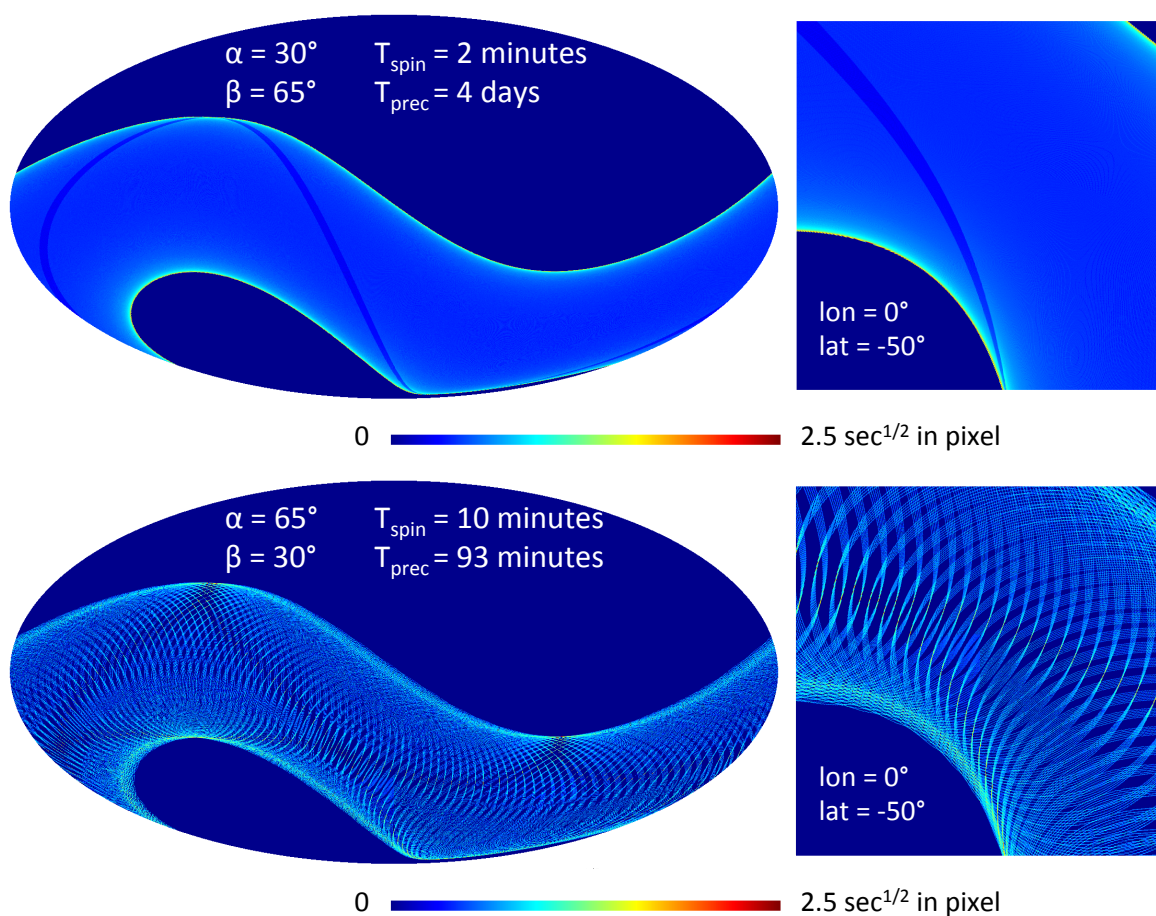 α = 30° T_spin = 2 minutes
β = 65° T_prec = 4 days
lon = 0°
lat = -50°
0 2.5 sec^1/2 in pixel
α = 65° T_spin = 10 minutes
β = 30° T_prec = 93 minutes
lon = 0°
lat = -50°
0 2.5 sec^1/2 in pixel